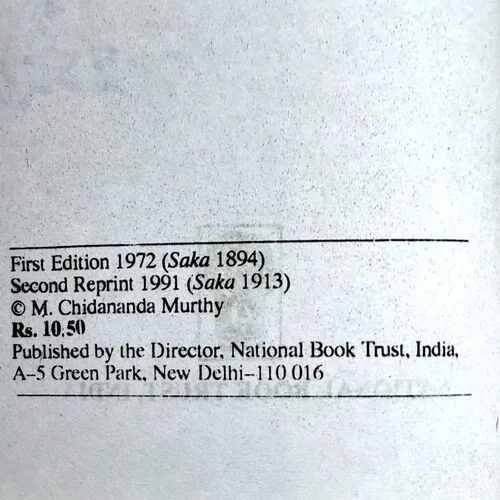 First Edition 1972 (Saka 1894)
Second Reprint 1991 (Saka 1913)
© M. Chidananda Murthy
Rs. 10.50
Published by the Director, National Book Trust, India,
A–5 Green Park, New Delhi–110 016